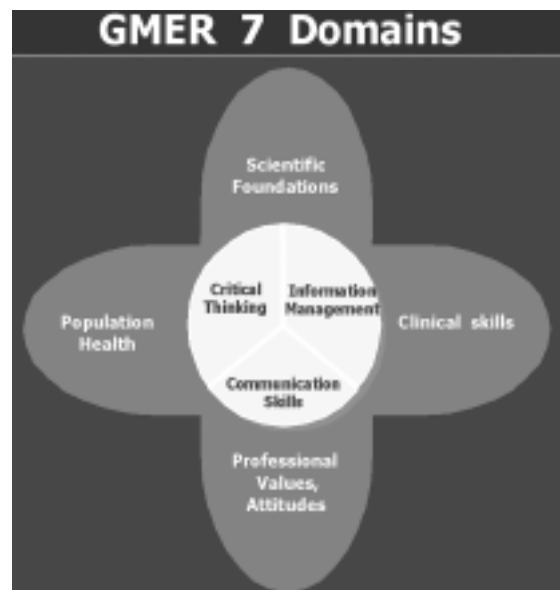 GMER 7 Domains
Scientific
Foundations
Critical
Thinking
Information
Management
Population
Health
Clinical skills
Communication
Skills
Professional
Values,
Attitudes